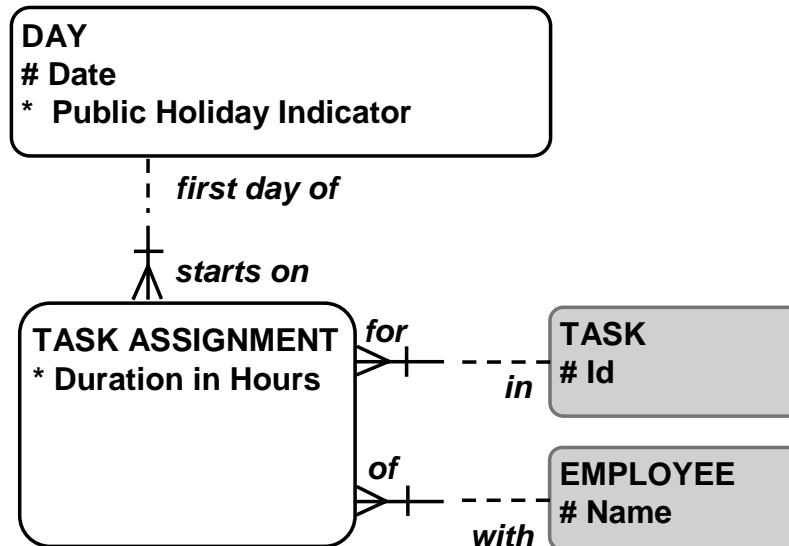 DAY
# Date
* Public Holiday Indicator
first day of
starts on
TASK ASSIGNMENT
* Duration in Hours
for
in
TASK
# Id
of
with
EMPLOYEE
# Name